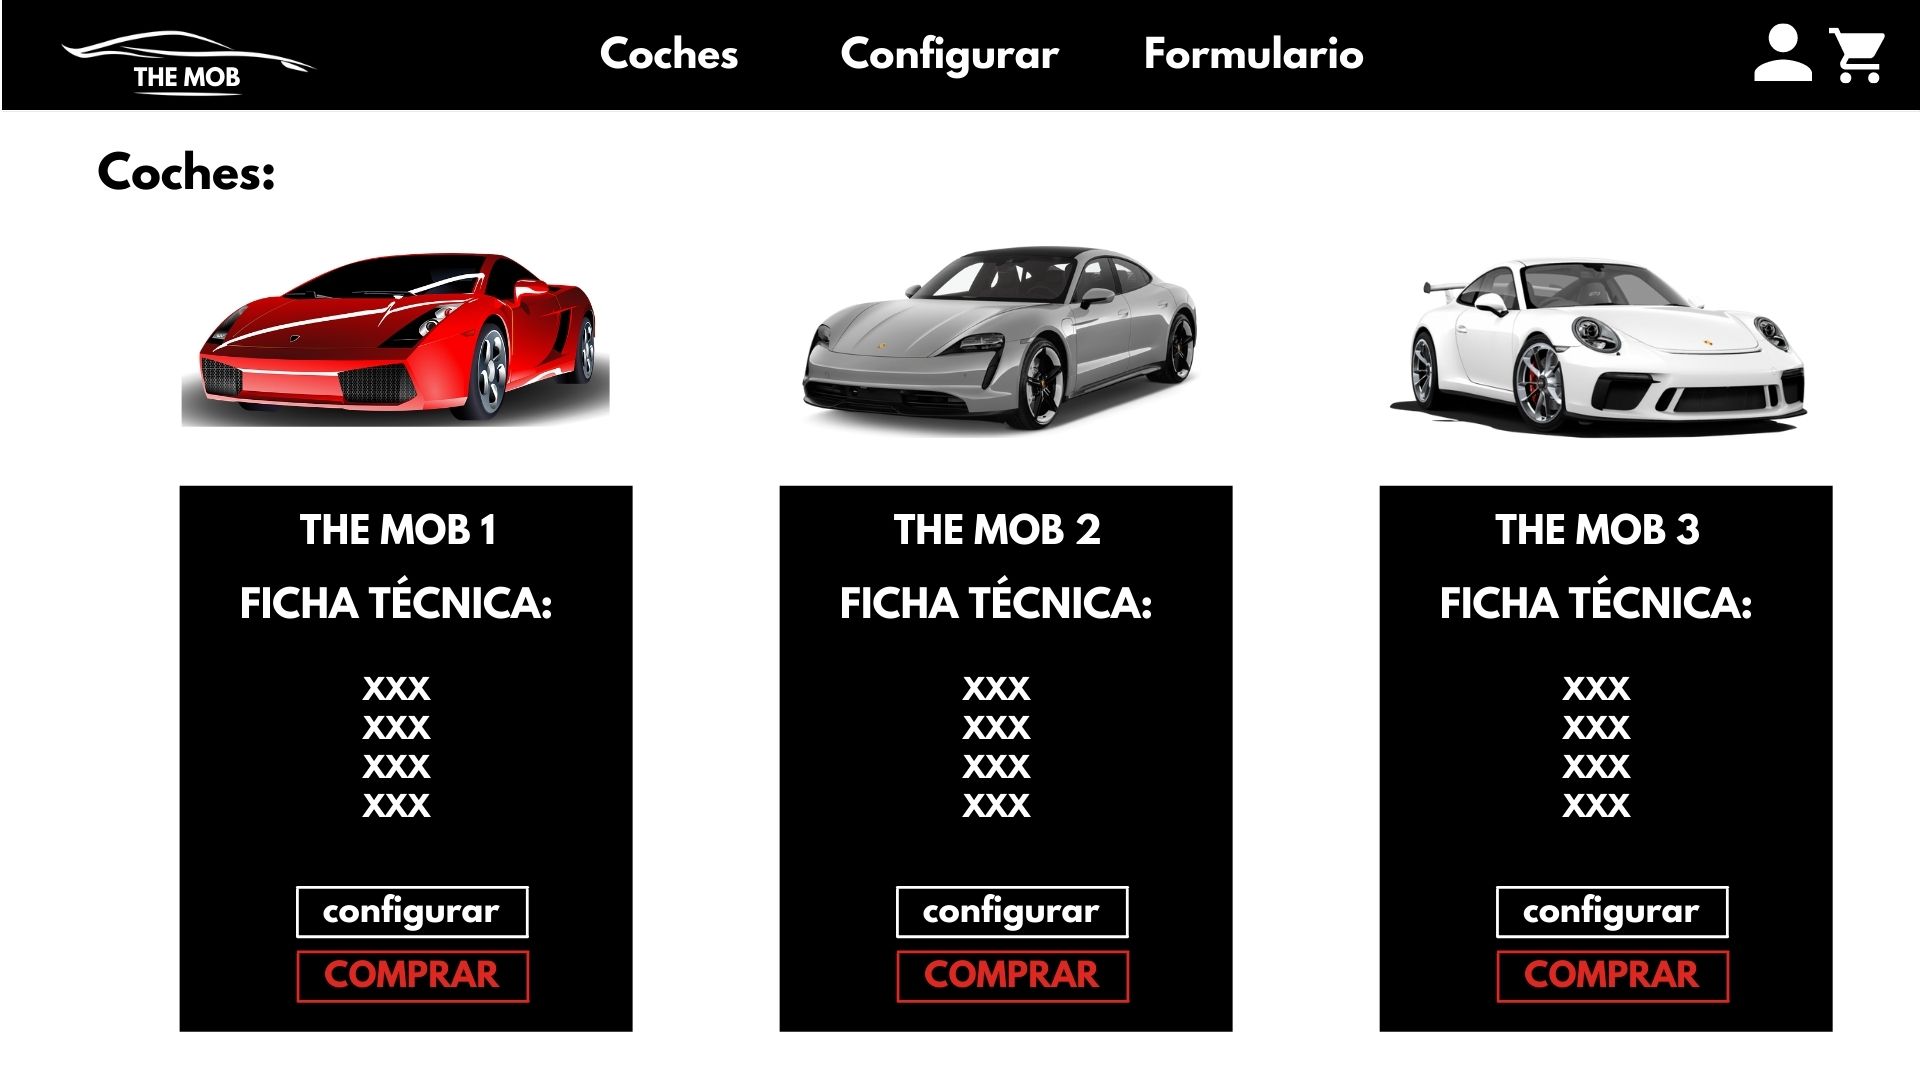 THE MOB
Coches
Configurar
Formulario
Coches:
THE MOB 1
FICHA TÉCNICA:
XXX
XXX
XXX
XXX
configurar
COMPRAR
THE MOB 2
FICHA TÉCNICA:
XXX
XXX
XXX
XXX
configurar
COMPRAR
THE MOB 3
FICHA TÉCNICA:
XXX
XXX
XXX
XXX
configurar
COMPRAR